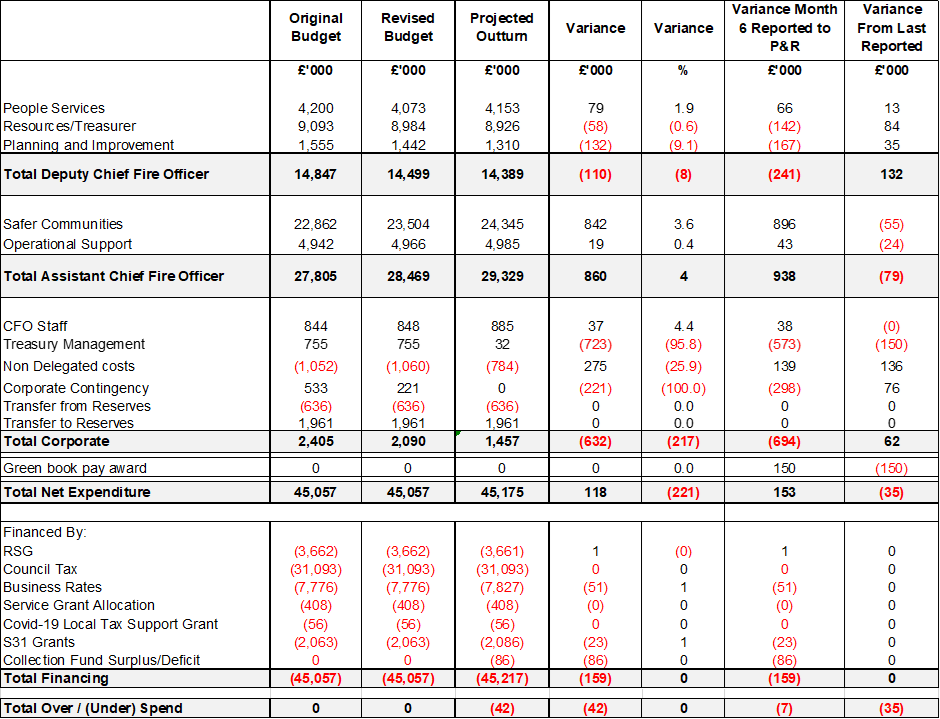 Original Budget Revised Budget Projected Outturn Variance Variance Variance Month 6 Reported to P&R Variance From Last Reported
£'000 £'000 £'000 £'000 % £'000 £'000
People Services 4,200 4,073 4,153 79 1.9 66 13
Resources/Treasurer 9,093 8,984 8,926 (58) (0.6) (142) 84
Planning and Improvement 1,555 1,442 1,310 (132) (9.1) (167) 35
Total Deputy Chief Fire Officer 14,847 14,499 14,389 (110) (8) (241) 132
Safer Communities 22,862 23,504 24,345 842 3.6 896 (55)
Operational Support 4,942 4,966 4,985 19 0.4 43 (24)
Total Assistant Chief Fire Officer 27,805 28,469 29,329 860 4 938 (79)
CFO Staff 844 848 885 37 4.4 38 (0)
Treasury Management 755 755 32 (723) (95.8) (573) (150)
Non Delegated costs (1,052) (1,060) (784) 275 (25.9) 139 136
Corporate Contingency 533 221 0 (221) (100.0) (298) 76
Transfer from Reserves (636) (636) (636) 0 0.0 0 0
Transfer to Reserves 1,961 1,961 1,961 0 0.0 0 0
Total Corporate 2,405 2,090 1,457 (632) (217) (694) 62
Green book pay award 0 0 0 0 0.0 150 (150)
Total Net Expenditure 45,057 45,057 45,175 118 (221) 153 (35)
Financed By:
RSG (3,662) (3,662) (3,661) 1 (0) 1 0
Council Tax (31,093) (31,093) (31,093) 0 0 0 0
Business Rates (7,776) (7,776) (7,827) (51) 1 (51) 0
Service Grant Allocation (408) (408) (408) (0) 0 (0) 0
Covid-19 Local Tax Support Grant (56) (56) (56) 0 0 0 0
S31 Grants (2,063) (2,063) (2,086) (23) 1 (23) 0
Collection Fund Surplus/Deficit 0 0 (86) (86) 0 (86) 0
Total Financing (45,057) (45,057) (45,217) (159) 0 (159) 0
Total Over / (Under) Spend 0 0 (42) (42) 0 (7) (35)